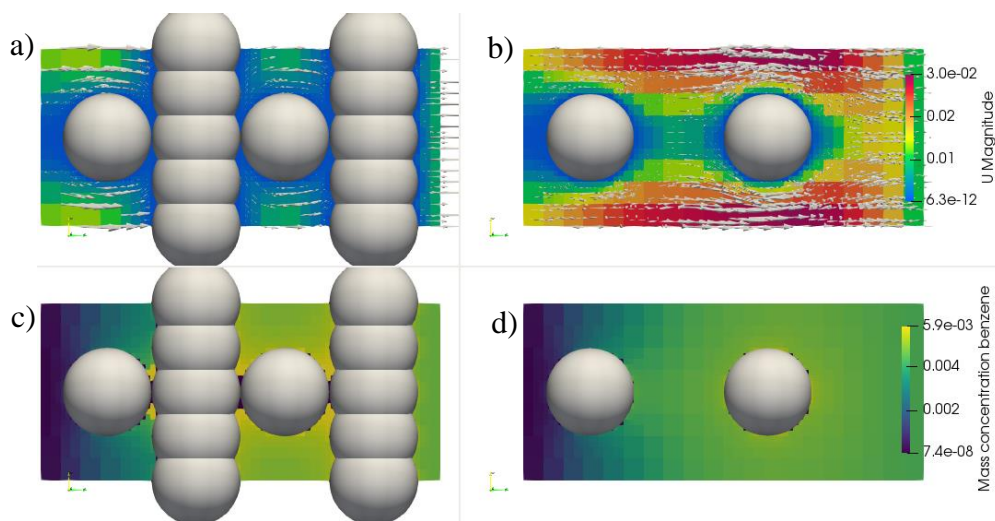 a)
b)
3.0e-02
0.02
0.01
6.3e-12
U Magnitude
c)
d)
5.9e-03
0.004
0.002
7.4e-08
Mass concentration benzene